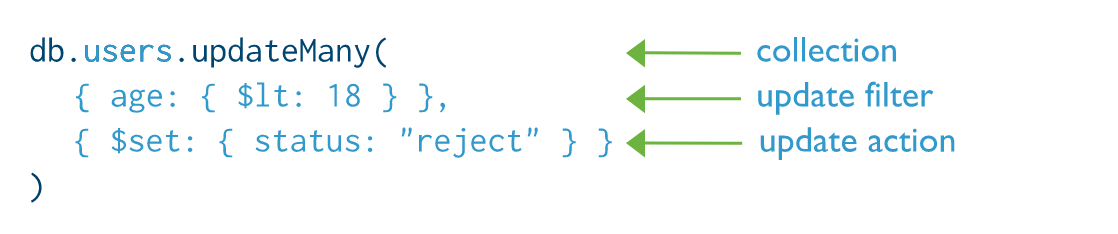 db.users.updateMany( collection
{ age: { $lt: 18 } }, update filter
{ $set: { status: "reject" } } update action
)